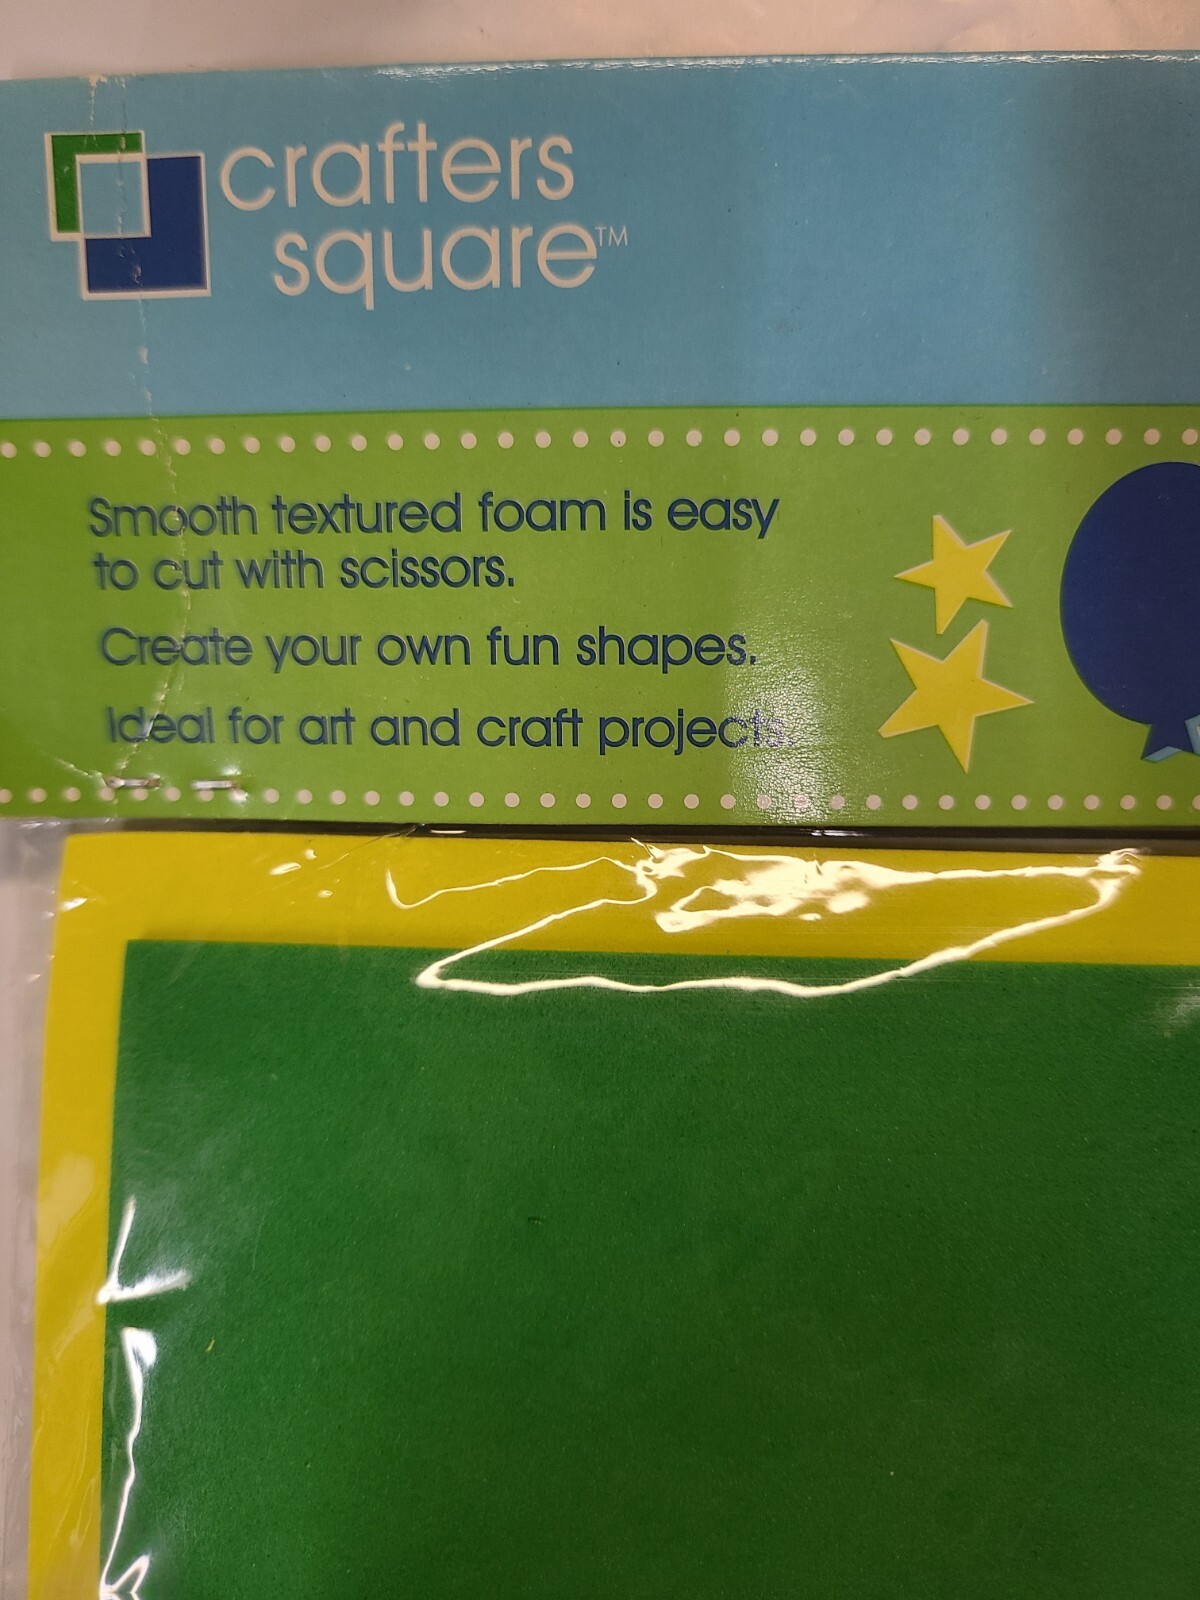 crafters
square™
Smooth textured foam is easy
to cut with scissors.
Create your own fun shapes.
Ideal for art and craft projects.